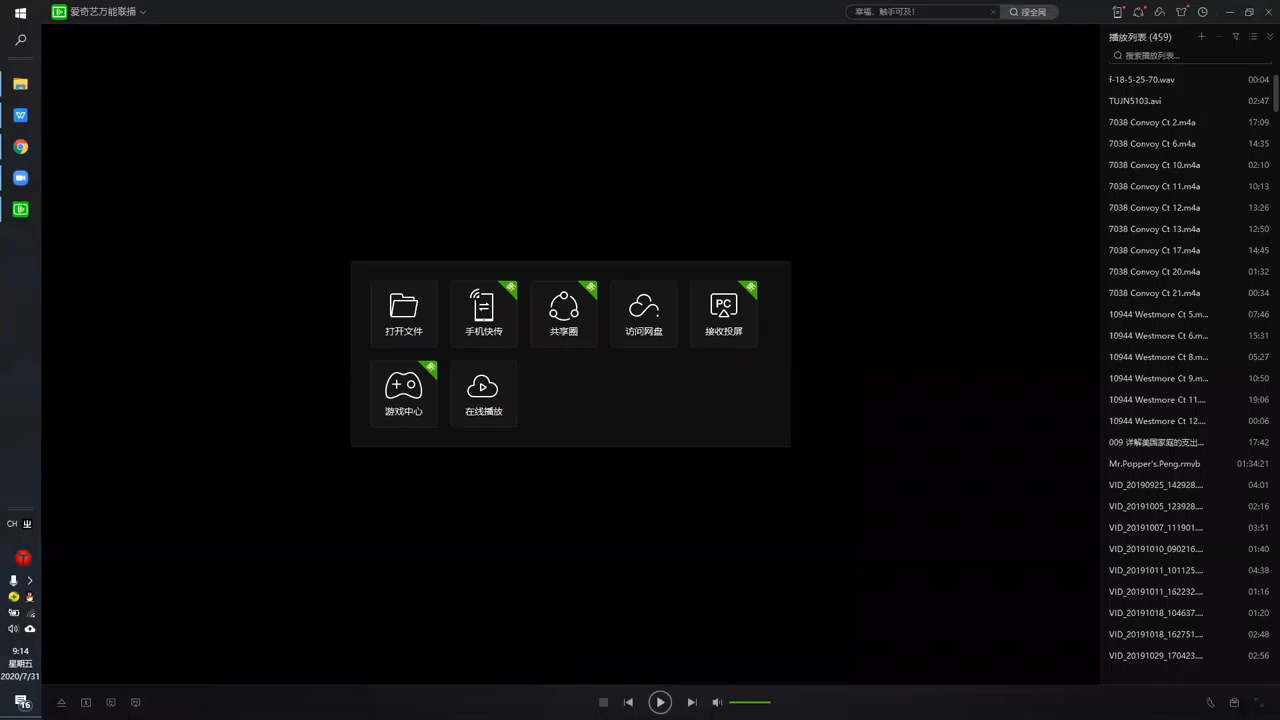 爱奇艺万能联播
幸福，触手可及！
搜全网
播放列表 (459)
搜索播放列表...
f-18-5-25-70.wav 00:04
TUJN5103.avi 02:47
7038 Convoy Ct 2.m4a 17:09
7038 Convoy Ct 6.m4a 14:35
7038 Convoy Ct 10.m4a 02:10
7038 Convoy Ct 11.m4a 10:13
7038 Convoy Ct 12.m4a 13:26
7038 Convoy Ct 13.m4a 12:50
7038 Convoy Ct 17.m4a 14:45
7038 Convoy Ct 20.m4a 01:32
7038 Convoy Ct 21.m4a 00:34
10944 Westmore Ct 5.m... 07:46
10944 Westmore Ct 6.m... 15:31
10944 Westmore Ct 8.m... 05:27
10944 Westmore Ct 9.m... 10:50
10944 Westmore Ct 11.... 19:06
10944 Westmore Ct 12.... 00:06
009 详解美国家庭的支出... 17:42
Mr.Popper's.Peng.rmvb 01:34:21
VID_20190925_142928.... 04:01
VID_20191005_123928.... 02:16
VID_20191007_111901.... 03:51
VID_20191010_090216.... 01:40
VID_20191011_101125.... 04:38
VID_20191011_162232.... 01:16
VID_20191018_104637.... 01:20
VID_20191018_162751.... 02:48
VID_20191029_170423.... 02:56
打开文件
手机快传
新
共享圈
新
访问网盘
PC
接收投屏
新
游戏中心
新
在线播放
CH
9:14
星期五
2020/7/31
16